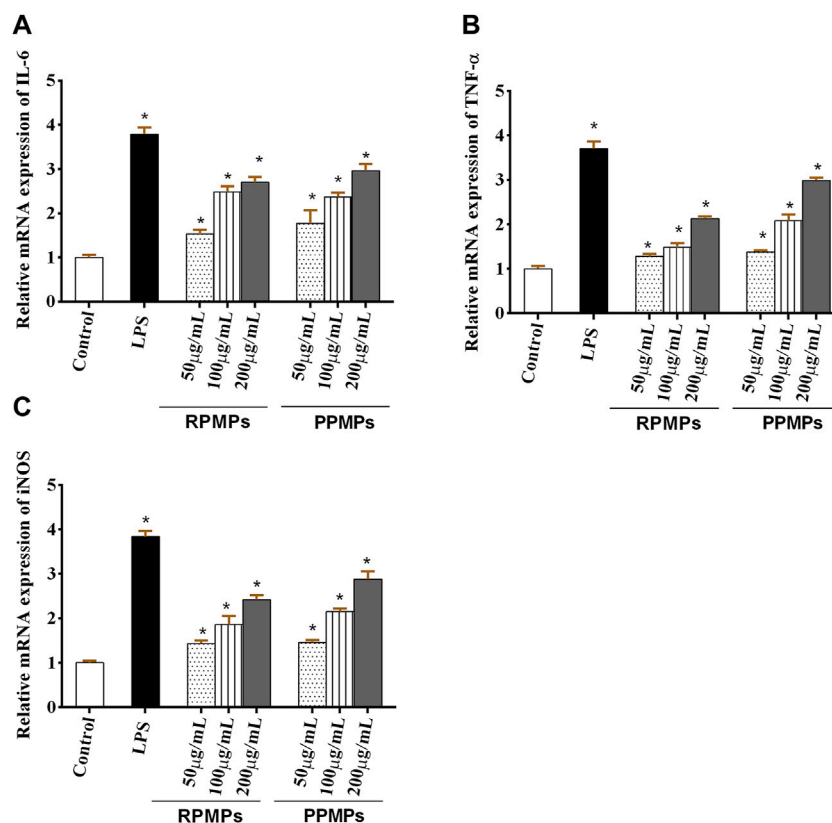 A
Relative mRNA expression of IL-6
5
4
3
2
1
0
*
*
*
*
*
*
*
Control
LPS
50μg/mL
100μg/mL
200μg/mL
50μg/mL
100μg/mL
200μg/mL
RPMPs
PPMPs
B
Relative mRNA expression of TNF-α
5
4
3
2
1
0
*
*
*
*
*
*
*
Control
LPS
50μg/mL
100μg/mL
200μg/mL
50μg/mL
100μg/mL
200μg/mL
RPMPs
PPMPs
C
Relative mRNA expression of iNOS
5
4
3
2
1
0
*
*
*
*
*
*
*
Control
LPS
50μg/mL
100μg/mL
200μg/mL
50μg/mL
100μg/mL
200μg/mL
RPMPs
PPMPs